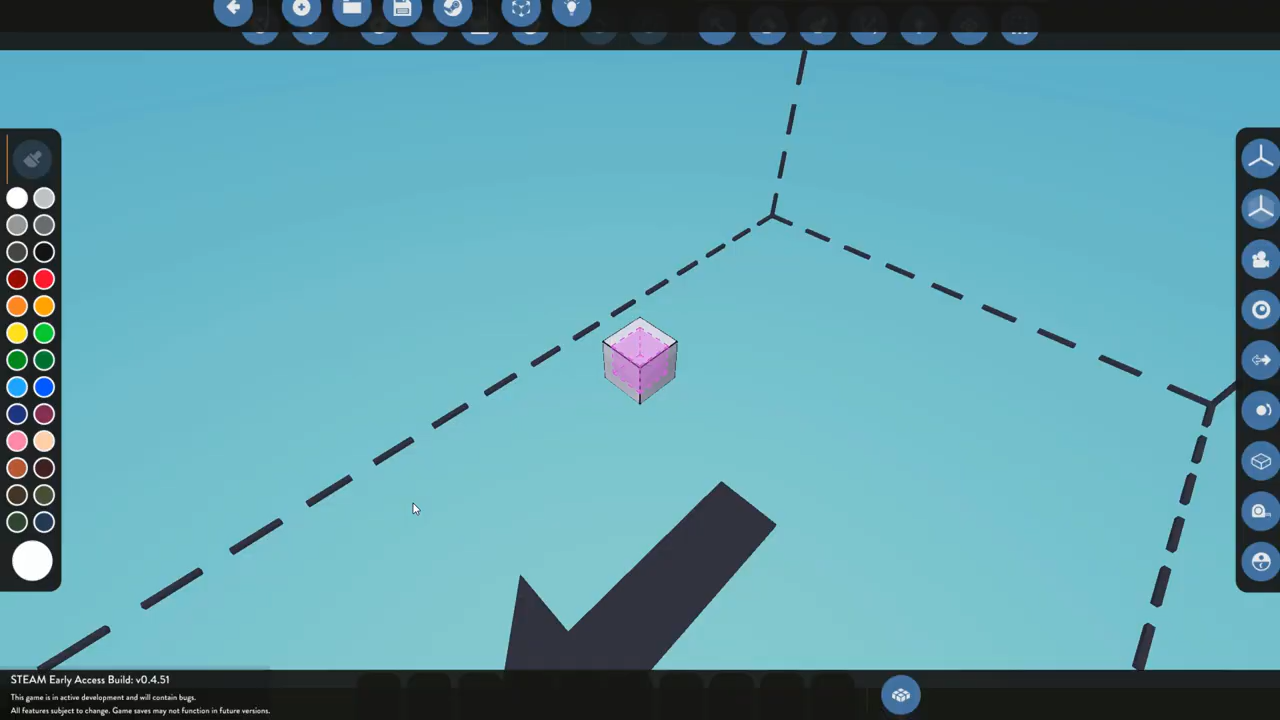 STEAM Early Access Build: v0.4.51
This game is in active development and will contain bugs.
All features subject to change. Game saves may not function in future versions.